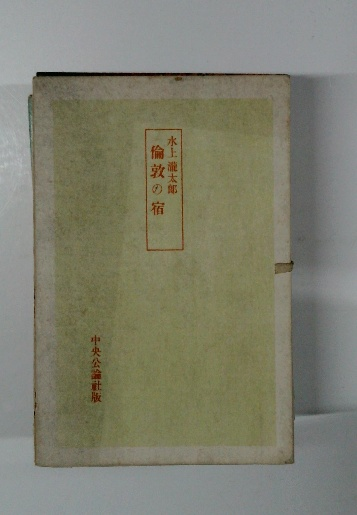 水上瀧太郎
倫敦の宿
中央公論社版